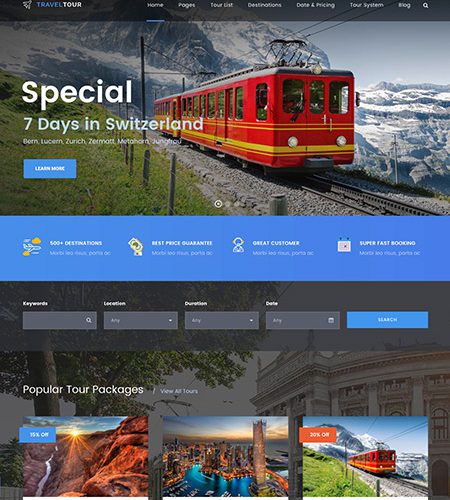 TRAVELTOUR
Home Pages Tour List Destinations Date & Pricing Tour System Blog
Special
7 Days in Switzerland
Bern, Lucern, Zurich, Zermatt, Metaham, Jungfrau
LEARN MORE
500+ DESTINATIONS
Morbi leo risus, porta ac
BEST PRICE GUARANTEE
Morbi leo risus, porta ac
GREAT CUSTOMER
Morbi leo risus, porta ac
SUPER FAST BOOKING
Morbi leo risus, porta ac
Keywords Location Duration Date
Any Any Any SEARCH
Popular Tour Packages / View All Tours
15% Off
20% Off